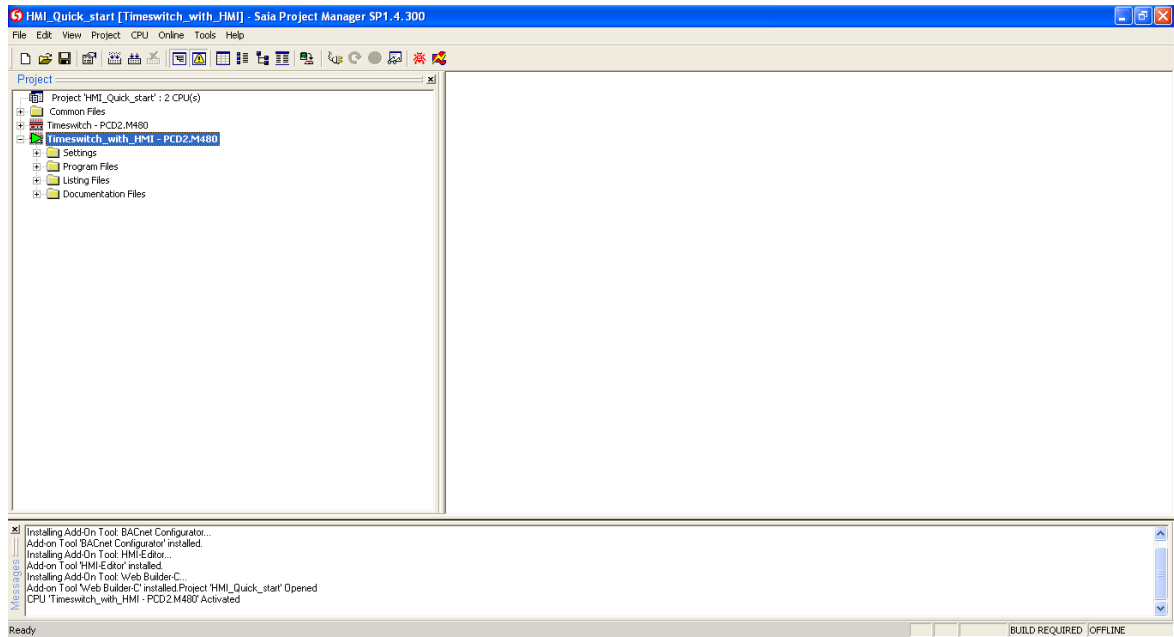 HMI_Quick_start [Timeswitch_with_HMI] - Saia Project Manager SP1.4.300
File Edit View Project CPU Online Tools Help
Project
Project 'HMI_Quick_start' : 2 CPU(s)
Common Files
Timeswitch - PCD2.M480
Timeswitch_with_HMI - PCD2.M480
Settings
Program Files
Listing Files
Documentation Files
Messages
Installing Add-On Tool: BACnet Configurator...
Add-on Tool 'BACnet Configurator' installed.
Installing Add-On Tool: HMI-Editor...
Add-on Tool 'HMI-Editor' installed.
Installing Add-On Tool: Web Builder-C...
Add-on Tool 'Web Builder-C' installed.Project 'HMI_Quick_start' Opened
CPU 'Timeswitch_with_HMI - PCD2.M480' Activated
Ready BUILD REQUIRED OFFLINE